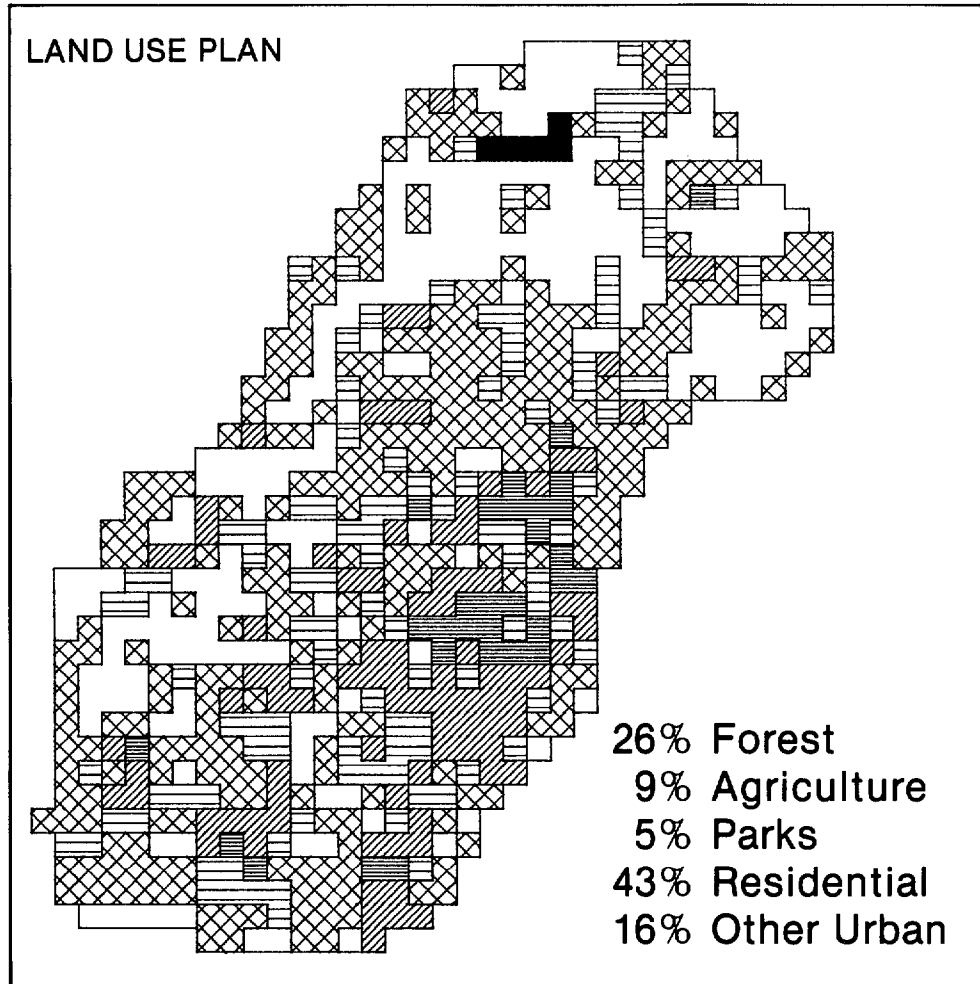 LAND USE PLAN
26% Forest
9% Agriculture
5% Parks
43% Residential
16% Other Urban